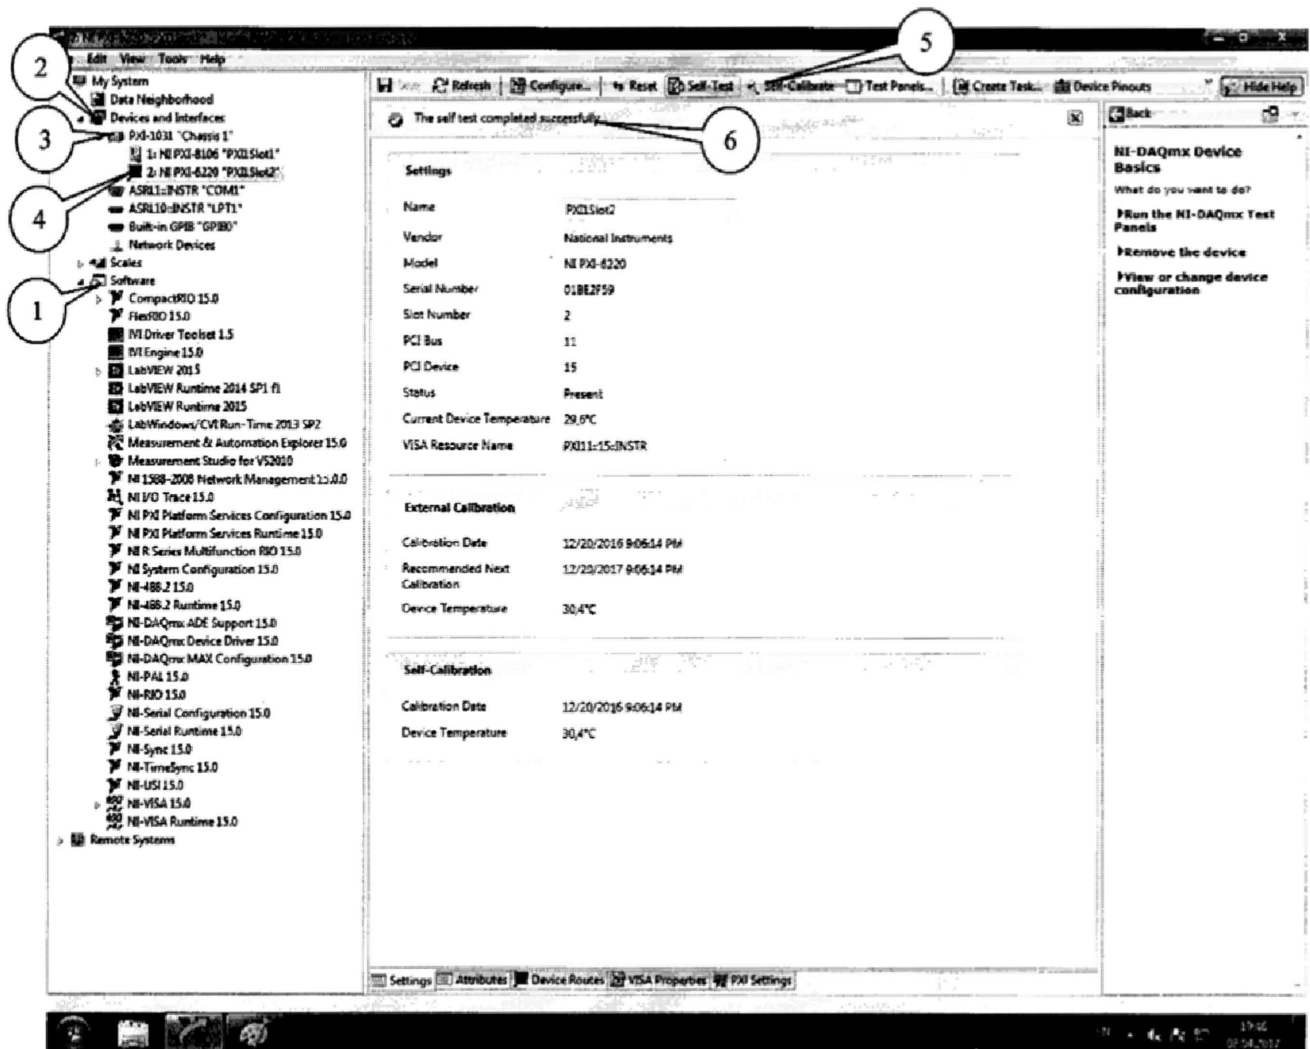 Edit View Tools Help
My System
Data Neighborhood
Devices and Interfaces
PXI-1031 "Chassis 1"
1: NI PXI-8106 "PXI1Slot1"
2: NI PXI-6220 "PXI1Slot2"
ASRL1::INSTR "COM1"
ASRL10::INSTR "LPT1"
Built-in GPIB "GPIB0"
Network Devices
Scales
Software
CompactRIO 15.0
FlexRIO 15.0
IVI Driver Toolset 1.5
IVI Engine 15.0
LabVIEW 2015
LabVIEW Runtime 2014 SP1 f1
LabVIEW Runtime 2015
LabWindows/CVI Run-Time 2013 SP2
Measurement & Automation Explorer 15.0
Measurement Studio for VS2010
NI 1588-2008 Network Management 15.0.0
NI I/O Trace 15.0
NI PXI Platform Services Configuration 15.0
NI PXI Platform Services Runtime 15.0
NI R Series Multifunction RIO 15.0
NI System Configuration 15.0
NI-488.2 15.0
NI-488.2 Runtime 15.0
NI-DAQmx ADE Support 15.0
NI-DAQmx Device Driver 15.0
NI-DAQmx MAX Configuration 15.0
NI-PAL 15.0
NI-RIO 15.0
NI-Serial Configuration 15.0
NI-Serial Runtime 15.0
NI-Sync 15.0
NI-TimeSync 15.0
NI-USI 15.0
NI-VISA 15.0
NI-VISA Runtime 15.0
Remote Systems
1
2
3
4
5
6
Refresh Configure... Reset Self-Test Self-Calibrate Test Panels... Create Task... Device Pinouts Hide Help
The self test completed successfully.
Settings
Name PXI1Slot2
Vendor National Instruments
Model NI PXI-6220
Serial Number 01BE2F59
Slot Number 2
PCI Bus 11
PCI Device 15
Status Present
Current Device Temperature 29,6°C
VISA Resource Name PXI11::15::INSTR
External Calibration
Calibration Date 12/20/2016 9:06:14 PM
Recommended Next
Calibration 12/20/2017 9:06:14 PM
Device Temperature 30,4°C
Self-Calibration
Calibration Date 12/20/2016 9:06:14 PM
Device Temperature 30,4°C
Settings Attributes Device Routes VISA Properties PXI Settings
Back
NI-DAQmx Device
Basics
What do you want to do?
Run the NI-DAQmx Test
Panels
Remove the device
View or change device
configuration
19:46